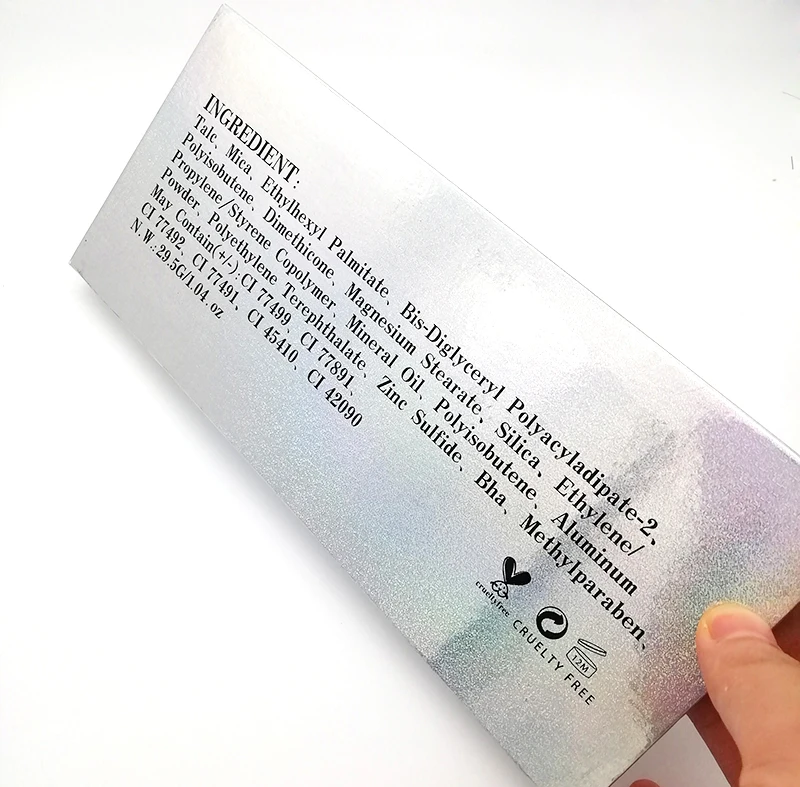 INGREDIENT:
Talc、Mica、Ethylhexyl Palmitate、Bis-Diglyceryl Polyacyladipate-2、
Polyisobutene、Dimethicone、Magnesium Stearate、Silica、Ethylene/
Propylene/Styrene Copolymer、Mineral Oil、Polyisobutene、Aluminum
Powder、Polyethylene Terephthalate、Zinc Sulfide、Bha、Methylparaben、
May Contain(+/-):CI 77499、CI 77891、
CI 77492、CI 77491、CI 45410、CI 42090
N.W.:29.5G/1.04.oz
crueltyfree
12M
CRUELTY FREE